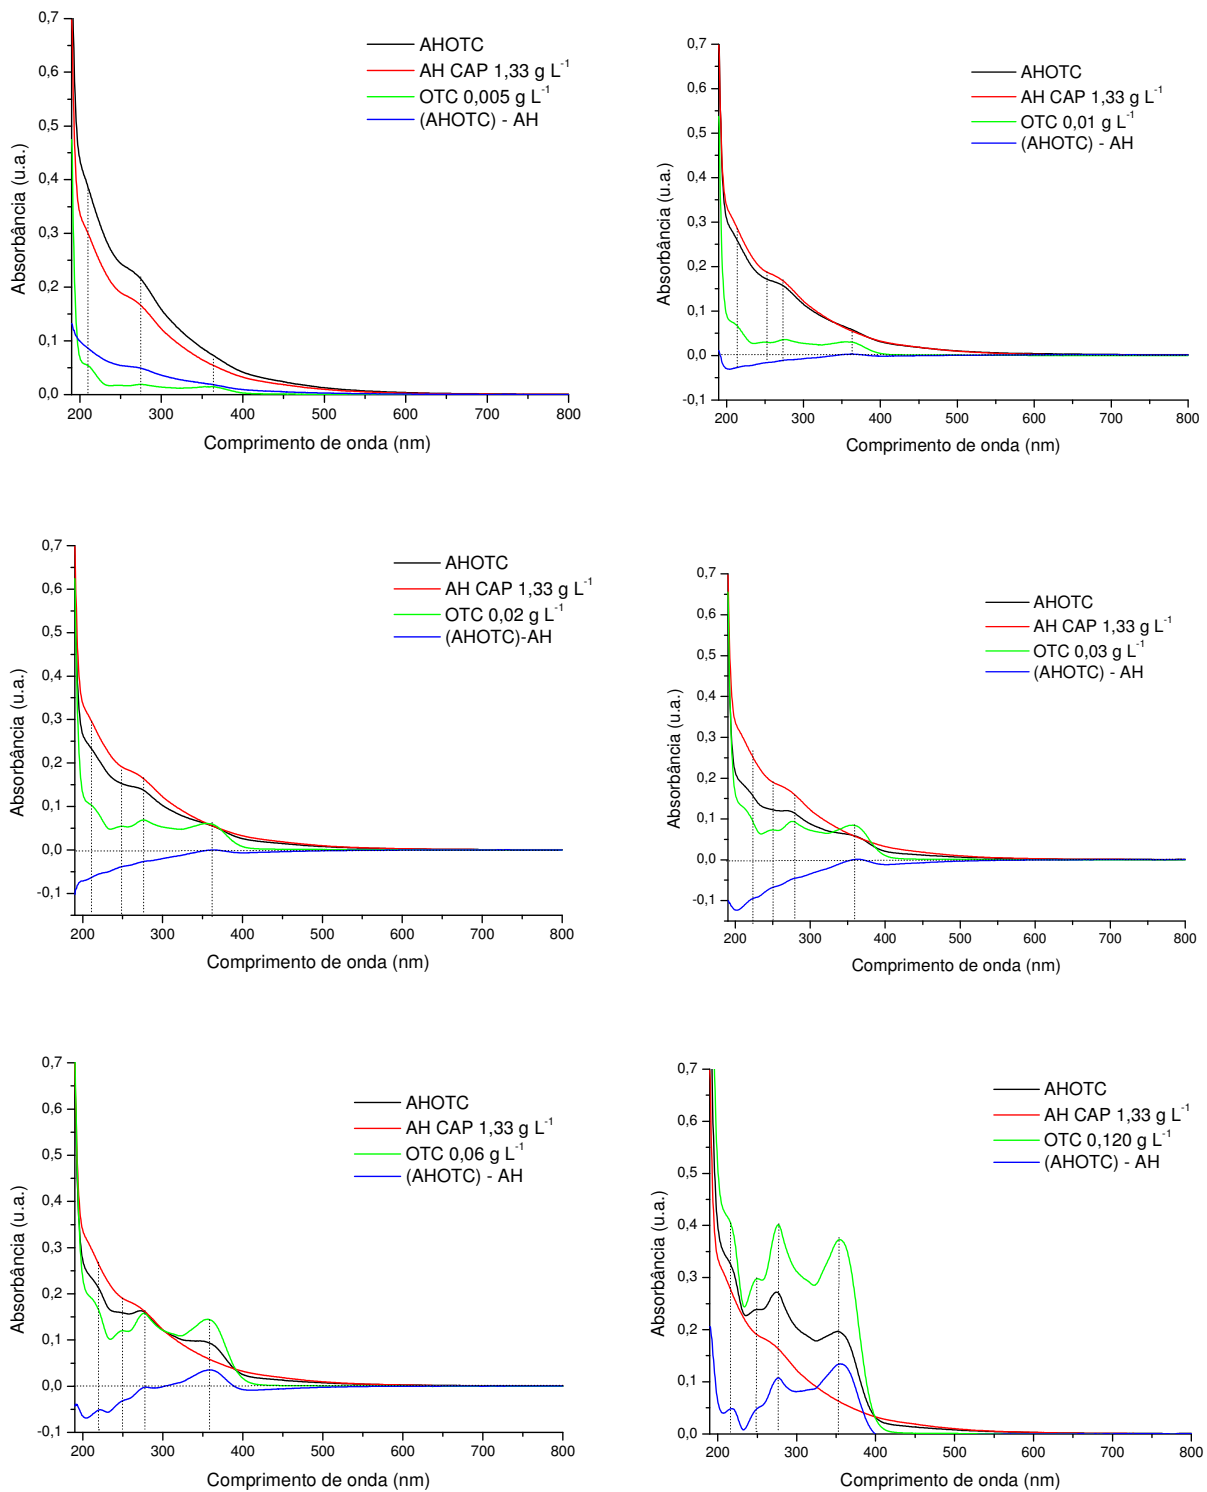 0,7
0,6
0,5
0,4
0,3
0,2
0,1
0,0
Absorbância (u.a.)
AHOTC
AH CAP 1,33 g L-1
OTC 0,005 g L-1
(AHOTC) - AH
200 300 400 500 600 700 800
Comprimento de onda (nm)
0,7
0,6
0,5
0,4
0,3
0,2
0,1
0,0
-0,1
Absorbância (u.a.)
AHOTC
AH CAP 1,33 g L-1
OTC 0,01 g L-1
(AHOTC) - AH
200 300 400 500 600 700 800
Comprimento de onda (nm)
0,7
0,6
0,5
0,4
0,3
0,2
0,1
0,0
-0,1
Absorbância (u.a.)
AHOTC
AH CAP 1,33 g L-1
OTC 0,02 g L-1
(AHOTC)-AH
200 300 400 500 600 700 800
Comprimento de onda (nm)
0,7
0,6
0,5
0,4
0,3
0,2
0,1
0,0
-0,1
Absorbância (u.a.)
AHOTC
AH CAP 1,33 g L-1
OTC 0,03 g L-1
(AHOTC) - AH
200 300 400 500 600 700 800
Comprimento de onda (nm)
0,7
0,6
0,5
0,4
0,3
0,2
0,1
0,0
-0,1
Absorbância (u.a.)
AHOTC
AH CAP 1,33 g L-1
OTC 0,06 g L-1
(AHOTC) - AH
200 300 400 500 600 700 800
Comprimento de onda (nm)
0,7
0,6
0,5
0,4
0,3
0,2
0,1
0,0
Absorbância (u.a.)
AHOTC
AH CAP 1,33 g L-1
OTC 0,120 g L-1
(AHOTC) - AH
200 300 400 500 600 700 800
Comprimento de onda (nm)